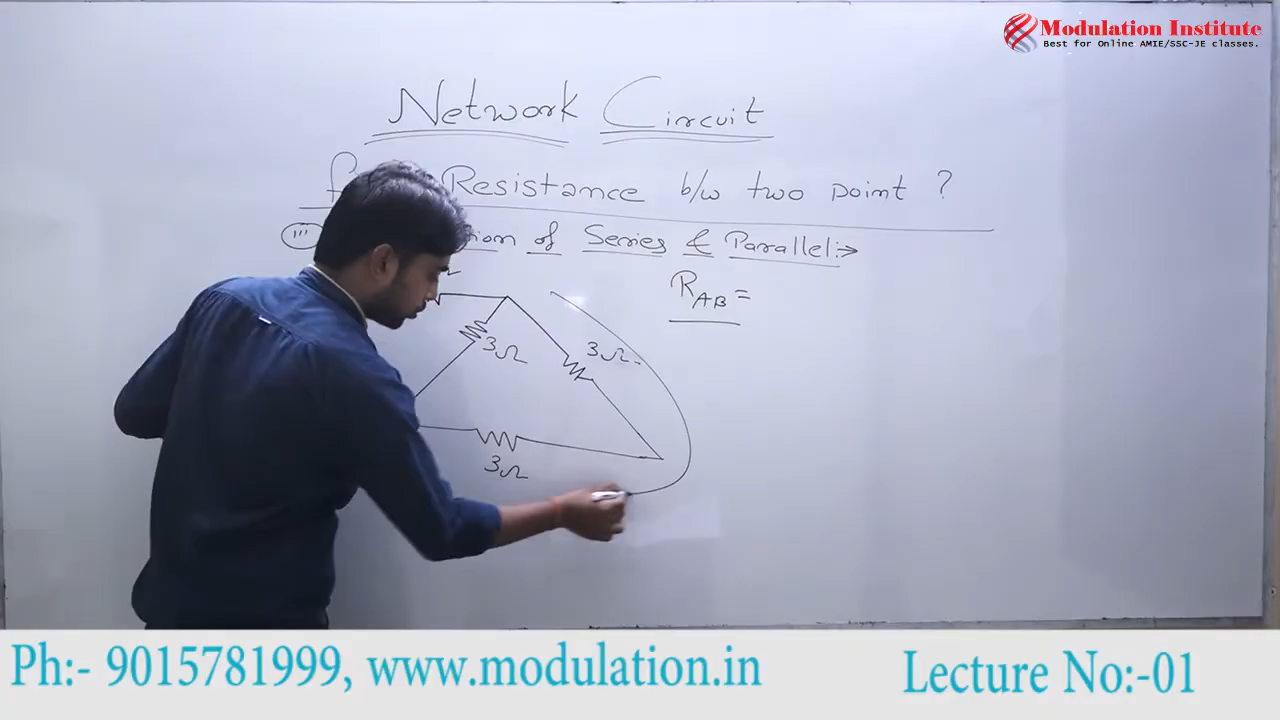 Modulation Institute
Best for Online AMIE/SSC-JE classes.
Network Circuit
Resistance b/w two point ?
of Series & Parallel:→
R_AB =
3Ω
3Ω
3Ω
Ph:- 9015781999, www.modulation.in
Lecture No:-01